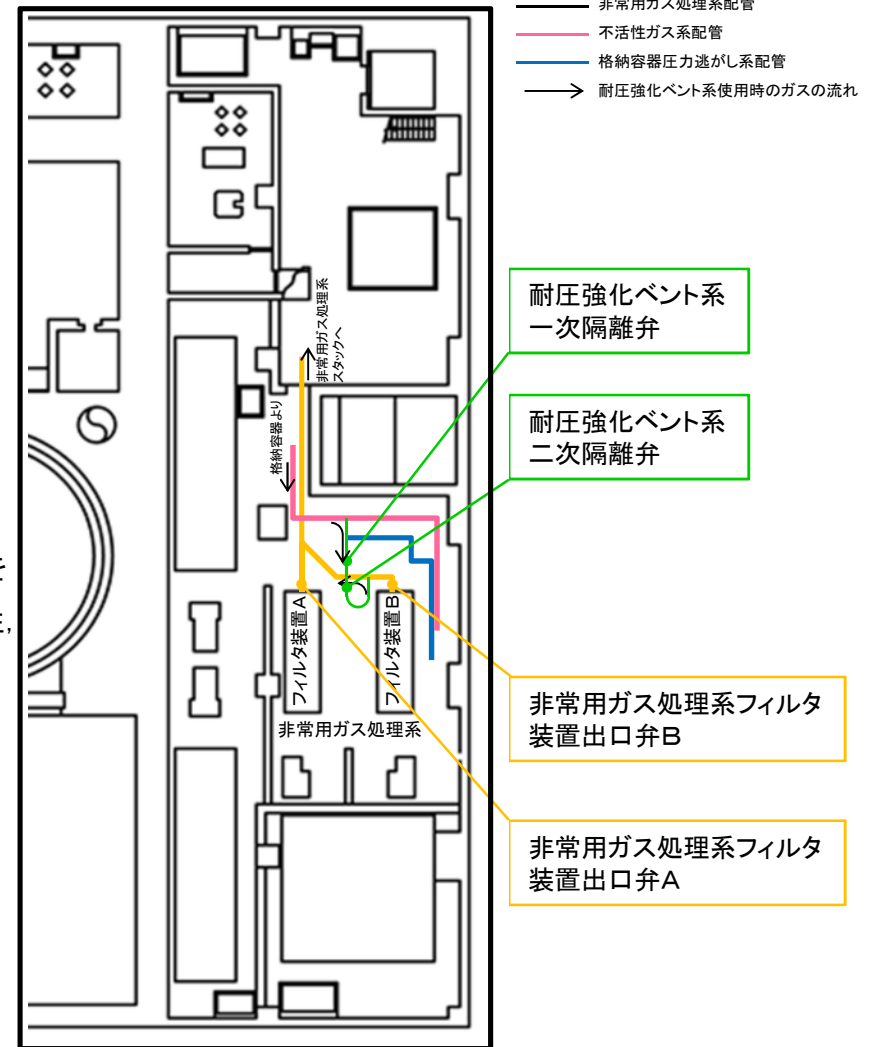 非常用ガス処理系配管
不活性ガス系配管
格納容器圧力逃がし系配管
耐圧強化ベント系使用時のガスの流れ
耐圧強化ベント系
一次隔離弁
非常用ガス処理系
スタックへ
格納容器より
耐圧強化ベント系
二次隔離弁
フィルタ装置A
フィルタ装置B
非常用ガス処理系
非常用ガス処理系フィルタ
装置出口弁B
非常用ガス処理系フィルタ
装置出口弁A